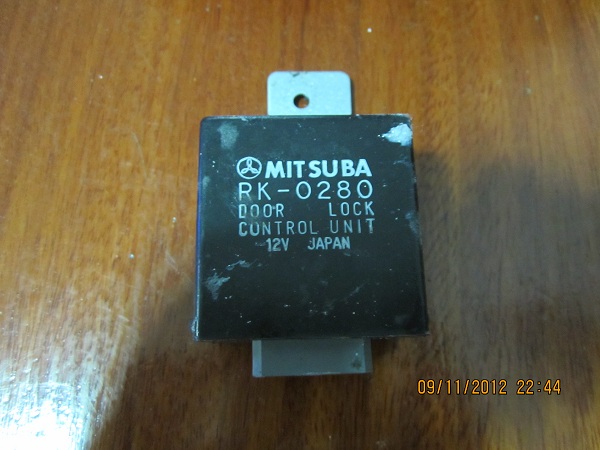 MITSUBA
RK-0280
DOOR LOCK
CONTROL UNIT
12V JAPAN
09/11/2012 22:44